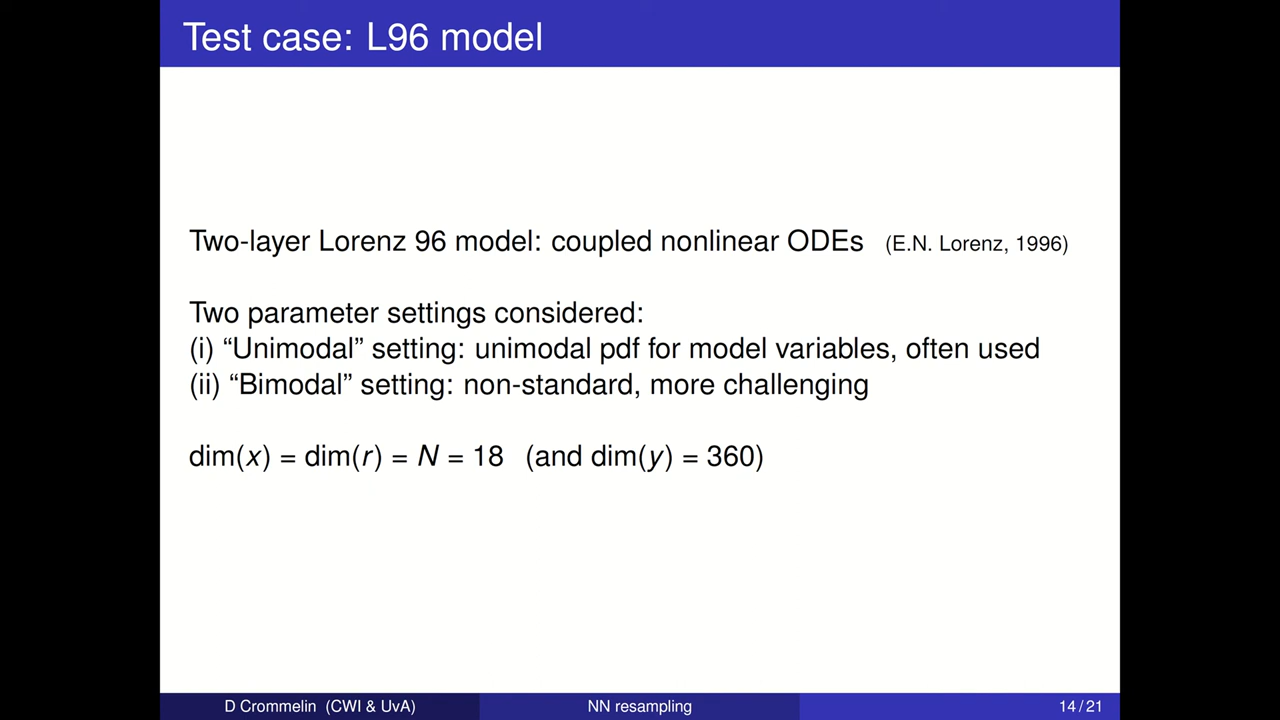 Test case: L96 model
Two-layer Lorenz 96 model: coupled nonlinear ODEs (E.N. Lorenz, 1996)
Two parameter settings considered:
(i) “Unimodal” setting: unimodal pdf for model variables, often used
(ii) “Bimodal” setting: non-standard, more challenging
dim(x) = dim(r) = N = 18 (and dim(y) = 360)
D Crommelin (CWI & UvA) NN resampling 14 / 21